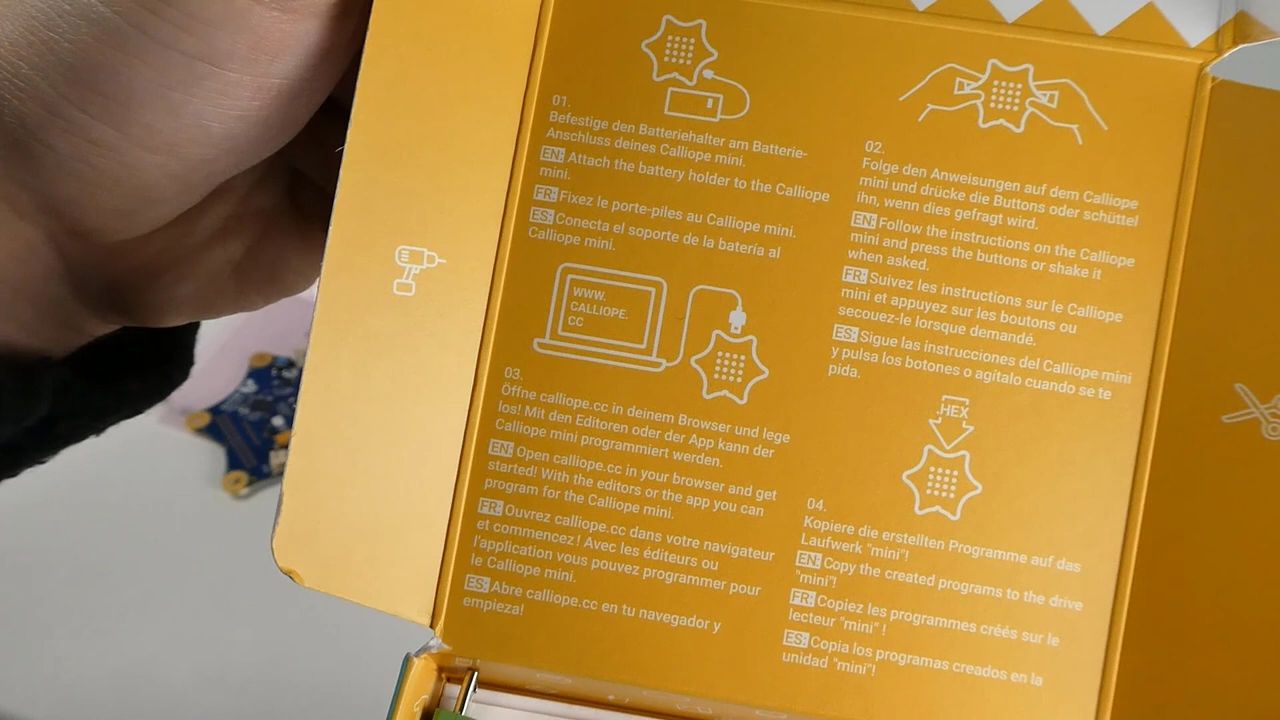 01.
Befestige den Batteriehalter am Batterie-
Anschluss deines Calliope mini.
EN: Attach the battery holder to the Calliope
mini.
FR: Fixez le porte-piles au Calliope mini.
ES: Conecta el soporte de la batería al
Calliope mini.
02.
Folge den Anweisungen auf dem Calliope
mini und drücke die Buttons oder schüttel
ihn, wenn dies gefragt wird.
EN: Follow the instructions on the Calliope
mini and press the buttons or shake it
when asked.
FR: Suivez les instructions sur le Calliope
mini et appuyez sur les boutons ou
secouez-le lorsque demandé.
ES: Sigue las instrucciones del Calliope mini
y pulsa los botones o agítalo cuando se te
pida.
WWW.
CALLIOPE.
CC
03.
Öffne calliope.cc in deinem Browser und lege
los! Mit den Editoren oder der App kann der
Calliope mini programmiert werden.
EN: Open calliope.cc in your browser and get
started! With the editors or the app you can
program for the Calliope mini.
FR: Ouvrez calliope.cc dans votre navigateur
et commencez! Avec les éditeurs ou
l'application vous pouvez programmer pour
le Calliope mini.
ES: Abre calliope.cc en tu navegador y
empieza!
.HEX
04.
Kopiere die erstellten Programme auf das
Laufwerk "mini"!
EN: Copy the created programs to the drive
"mini"!
FR: Copiez les programmes créés sur le
lecteur "mini" !
ES: Copia los programas creados en la
unidad "mini"!